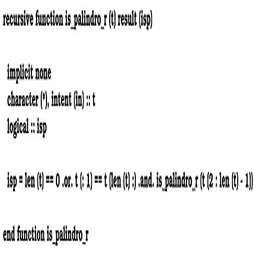 recursive function is_palindro_r (t) result (isp)
implicit none
character (*), intent (in) :: t
logical :: isp
isp = len (t) == 0 .or. t (: 1) == t (len (t) :) .and. is_palindro_r (t (2 : len (t) - 1))
end function is_palindro_r